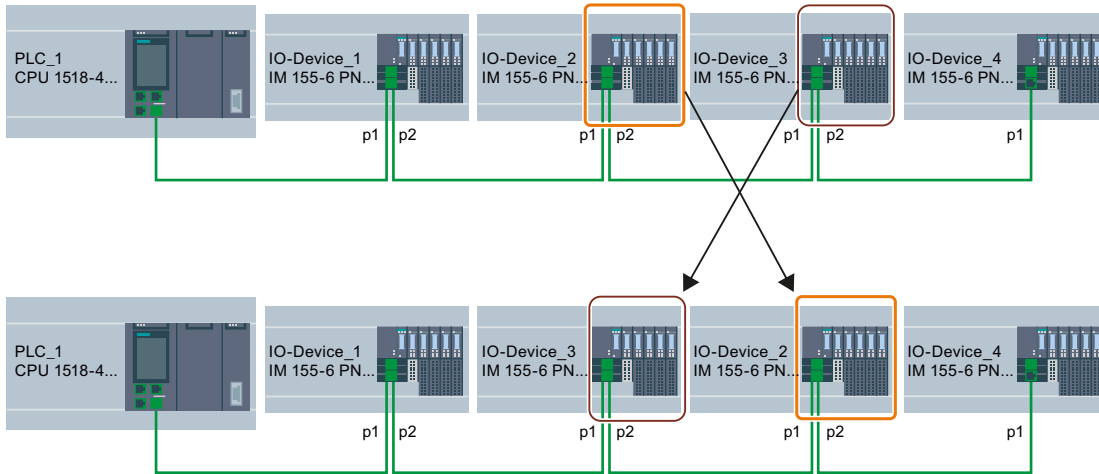 PLC_1
CPU 1518-4...
IO-Device_1
IM 155-6 PN...
IO-Device_2
IM 155-6 PN...
IO-Device_3
IM 155-6 PN...
IO-Device_4
IM 155-6 PN...
p1 p2
p1 p2
p1 p2
p1
PLC_1
CPU 1518-4...
IO-Device_1
IM 155-6 PN...
IO-Device_3
IM 155-6 PN...
IO-Device_2
IM 155-6 PN...
IO-Device_4
IM 155-6 PN...
p1 p2
p1 p2
p1 p2
p1